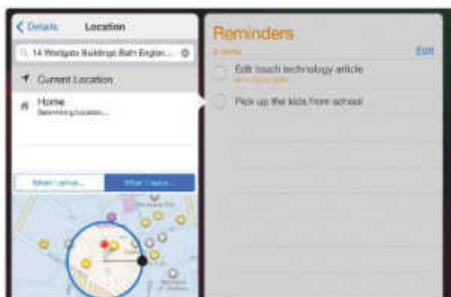 Details
Location
14 Westgate Buildings Bath Englan...
Current Location
Home
Determining Location...
When I arrive...
When I leave...
Reminders
2 items
Edit
Edit touch technology article
Pick up the kids from school